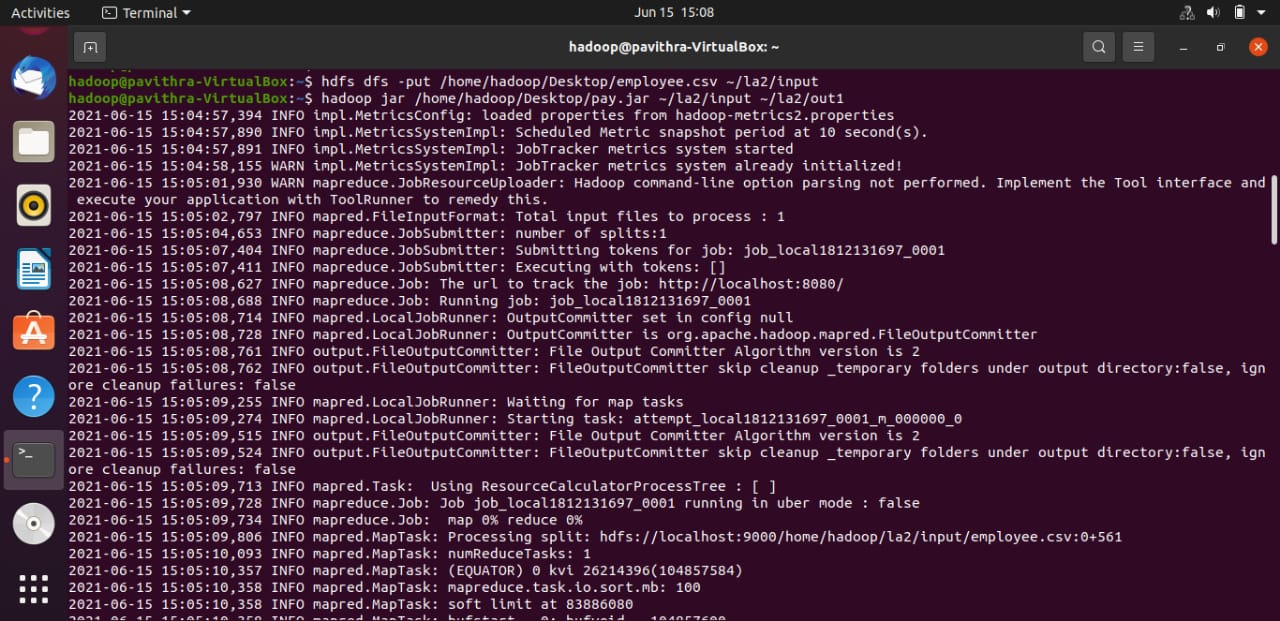 Activities
Terminal
Jun 15 15:08
hadoop@pavithra-VirtualBox: ~
hadoop@pavithra-VirtualBox:~$ hdfs dfs -put /home/hadoop/Desktop/employee.csv ~/la2/input
hadoop@pavithra-VirtualBox:~$ hadoop jar /home/hadoop/Desktop/pay.jar ~/la2/input ~/la2/out1
2021-06-15 15:04:57,394 INFO impl.MetricsConfig: loaded properties from hadoop-metrics2.properties
2021-06-15 15:04:57,890 INFO impl.MetricsSystemImpl: Scheduled Metric snapshot period at 10 second(s).
2021-06-15 15:04:57,891 INFO impl.MetricsSystemImpl: JobTracker metrics system started
2021-06-15 15:04:58,155 WARN impl.MetricsSystemImpl: JobTracker metrics system already initialized!
2021-06-15 15:05:01,930 WARN mapreduce.JobResourceUploader: Hadoop command-line option parsing not performed. Implement the Tool interface and
execute your application with ToolRunner to remedy this.
2021-06-15 15:05:02,797 INFO mapred.FileInputFormat: Total input files to process : 1
2021-06-15 15:05:04,653 INFO mapreduce.JobSubmitter: number of splits:1
2021-06-15 15:05:07,404 INFO mapreduce.JobSubmitter: Submitting tokens for job: job_local1812131697_0001
2021-06-15 15:05:07,411 INFO mapreduce.JobSubmitter: Executing with tokens: []
2021-06-15 15:05:08,627 INFO mapreduce.Job: The url to track the job: http://localhost:8080/
2021-06-15 15:05:08,688 INFO mapreduce.Job: Running job: job_local1812131697_0001
2021-06-15 15:05:08,714 INFO mapred.LocalJobRunner: OutputCommitter set in config null
2021-06-15 15:05:08,728 INFO mapred.LocalJobRunner: OutputCommitter is org.apache.hadoop.mapred.FileOutputCommitter
2021-06-15 15:05:08,761 INFO output.FileOutputCommitter: File Output Committer Algorithm version is 2
2021-06-15 15:05:08,762 INFO output.FileOutputCommitter: FileOutputCommitter skip cleanup _temporary folders under output directory:false, ign
ore cleanup failures: false
2021-06-15 15:05:09,255 INFO mapred.LocalJobRunner: Waiting for map tasks
2021-06-15 15:05:09,274 INFO mapred.LocalJobRunner: Starting task: attempt_local1812131697_0001_m_000000_0
2021-06-15 15:05:09,515 INFO output.FileOutputCommitter: File Output Committer Algorithm version is 2
2021-06-15 15:05:09,524 INFO output.FileOutputCommitter: FileOutputCommitter skip cleanup _temporary folders under output directory:false, ign
ore cleanup failures: false
2021-06-15 15:05:09,713 INFO mapred.Task:  Using ResourceCalculatorProcessTree : [ ]
2021-06-15 15:05:09,728 INFO mapreduce.Job: Job job_local1812131697_0001 running in uber mode : false
2021-06-15 15:05:09,734 INFO mapreduce.Job:  map 0% reduce 0%
2021-06-15 15:05:09,806 INFO mapred.MapTask: Processing split: hdfs://localhost:9000/home/hadoop/la2/input/employee.csv:0+561
2021-06-15 15:05:10,093 INFO mapred.MapTask: numReduceTasks: 1
2021-06-15 15:05:10,357 INFO mapred.MapTask: (EQUATOR) 0 kvi 26214396(104857584)
2021-06-15 15:05:10,358 INFO mapred.MapTask: mapreduce.task.io.sort.mb: 100
2021-06-15 15:05:10,358 INFO mapred.MapTask: soft limit at 83886080
2021-06-15 15:05:10,358 INFO mapred.MapTask: bufstart = 0; bufvoid = 104857600